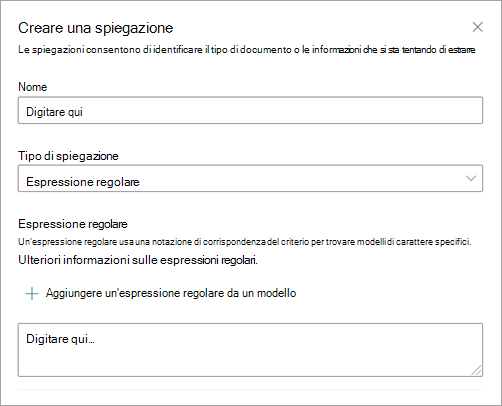 Creare una spiegazione
Le spiegazioni consentono di identificare il tipo di documento o le informazioni che si sta tentando di estrarre
Nome
Digitare qui
Tipo di spiegazione
Espressione regolare
Espressione regolare
Un'espressione regolare usa una notazione di corrispondenza del criterio per trovare modelli di carattere specifici.
Ulteriori informazioni sulle espressioni regolari.
Aggiungere un'espressione regolare da un modello
Digitare qui...